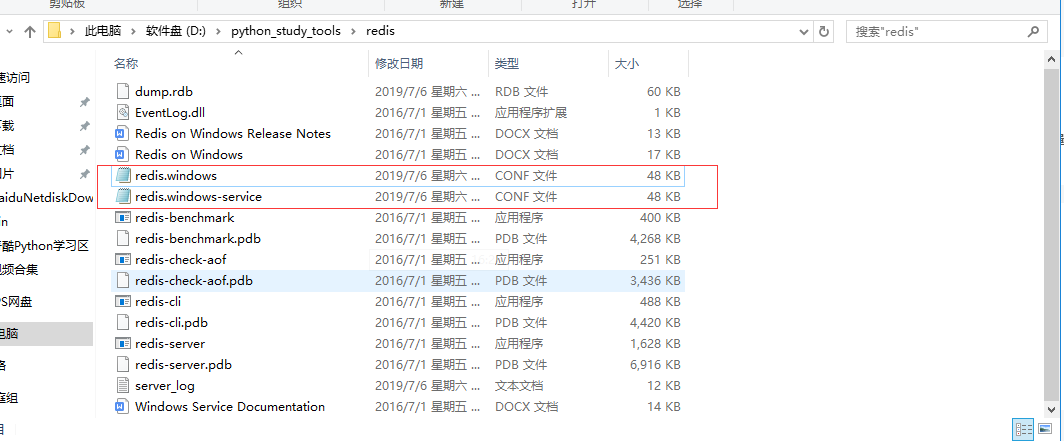 剪贴板 组织 新建 打开 选择
此电脑 软件盘 (D:) python_study_tools redis 搜索"redis"
名称 修改日期 类型 大小
速访问
面
下载
文档
图片
aiduNetdiskDow
酷Python学习区
视频合集
PS网盘
电脑
络
庭组
dump.rdb 2019/7/6 星期六 ... RDB 文件 60 KB
EventLog.dll 2016/7/1 星期五 ... 应用程序扩展 1 KB
Redis on Windows Release Notes 2016/7/1 星期五 ... DOCX 文档 13 KB
Redis on Windows 2016/7/1 星期五 ... DOCX 文档 17 KB
redis.windows 2019/7/6 星期六 ... CONF 文件 48 KB
redis.windows-service 2019/7/6 星期六 ... CONF 文件 48 KB
redis-benchmark 2016/7/1 星期五 ... 应用程序 400 KB
redis-benchmark.pdb 2016/7/1 星期五 ... PDB 文件 4,268 KB
redis-check-aof 2016/7/1 星期五 ... 应用程序 251 KB
redis-check-aof.pdb 2016/7/1 星期五 ... PDB 文件 3,436 KB
redis-cli 2016/7/1 星期五 ... 应用程序 488 KB
redis-cli.pdb 2016/7/1 星期五 ... PDB 文件 4,420 KB
redis-server 2016/7/1 星期五 ... 应用程序 1,628 KB
redis-server.pdb 2016/7/1 星期五 ... PDB 文件 6,916 KB
server_log 2019/7/6 星期六 ... 文本文档 12 KB
Windows Service Documentation 2016/7/1 星期五 ... DOCX 文档 14 KB